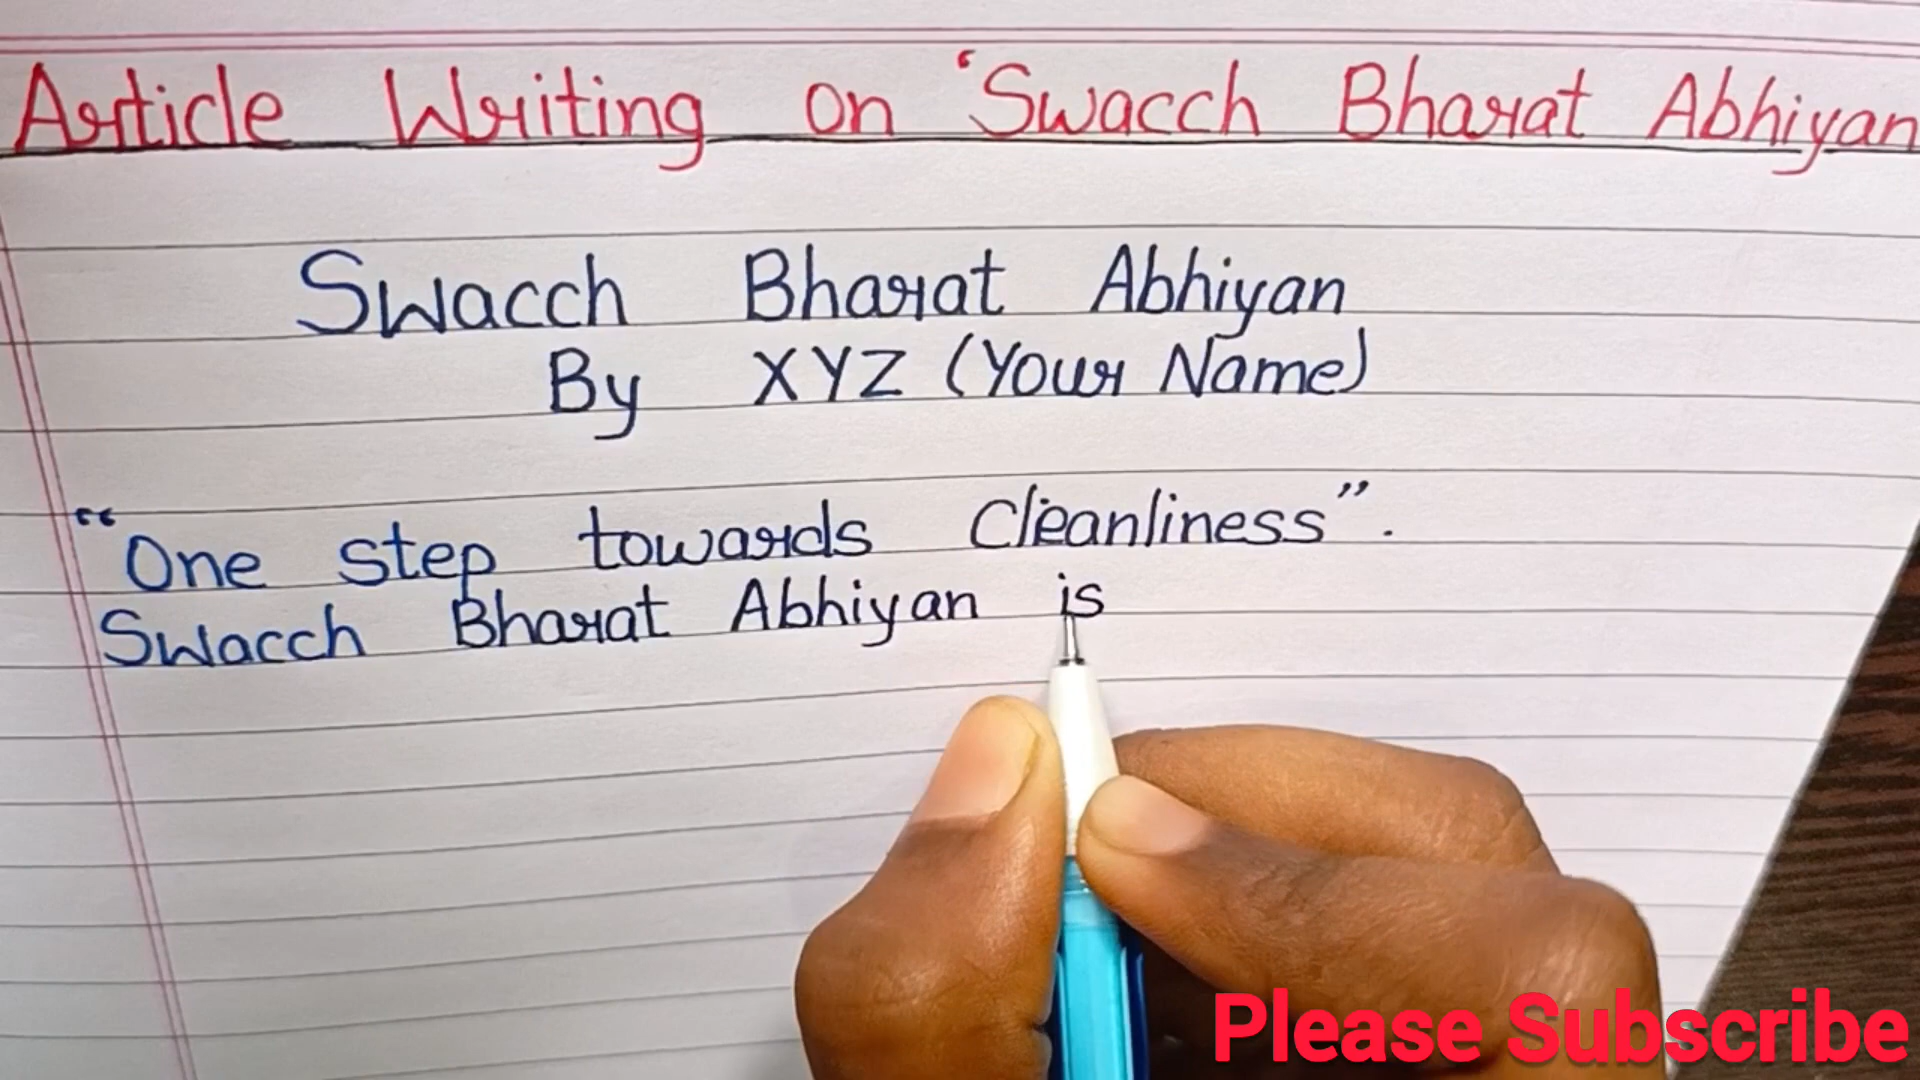 Article Writing on 'Swacch Bharat Abhiyan
Swacch Bharat Abhiyan
By XYZ (Your Name)
"One step towards Cleanliness".
Swacch Bharat Abhiyan is
Please Subscribe